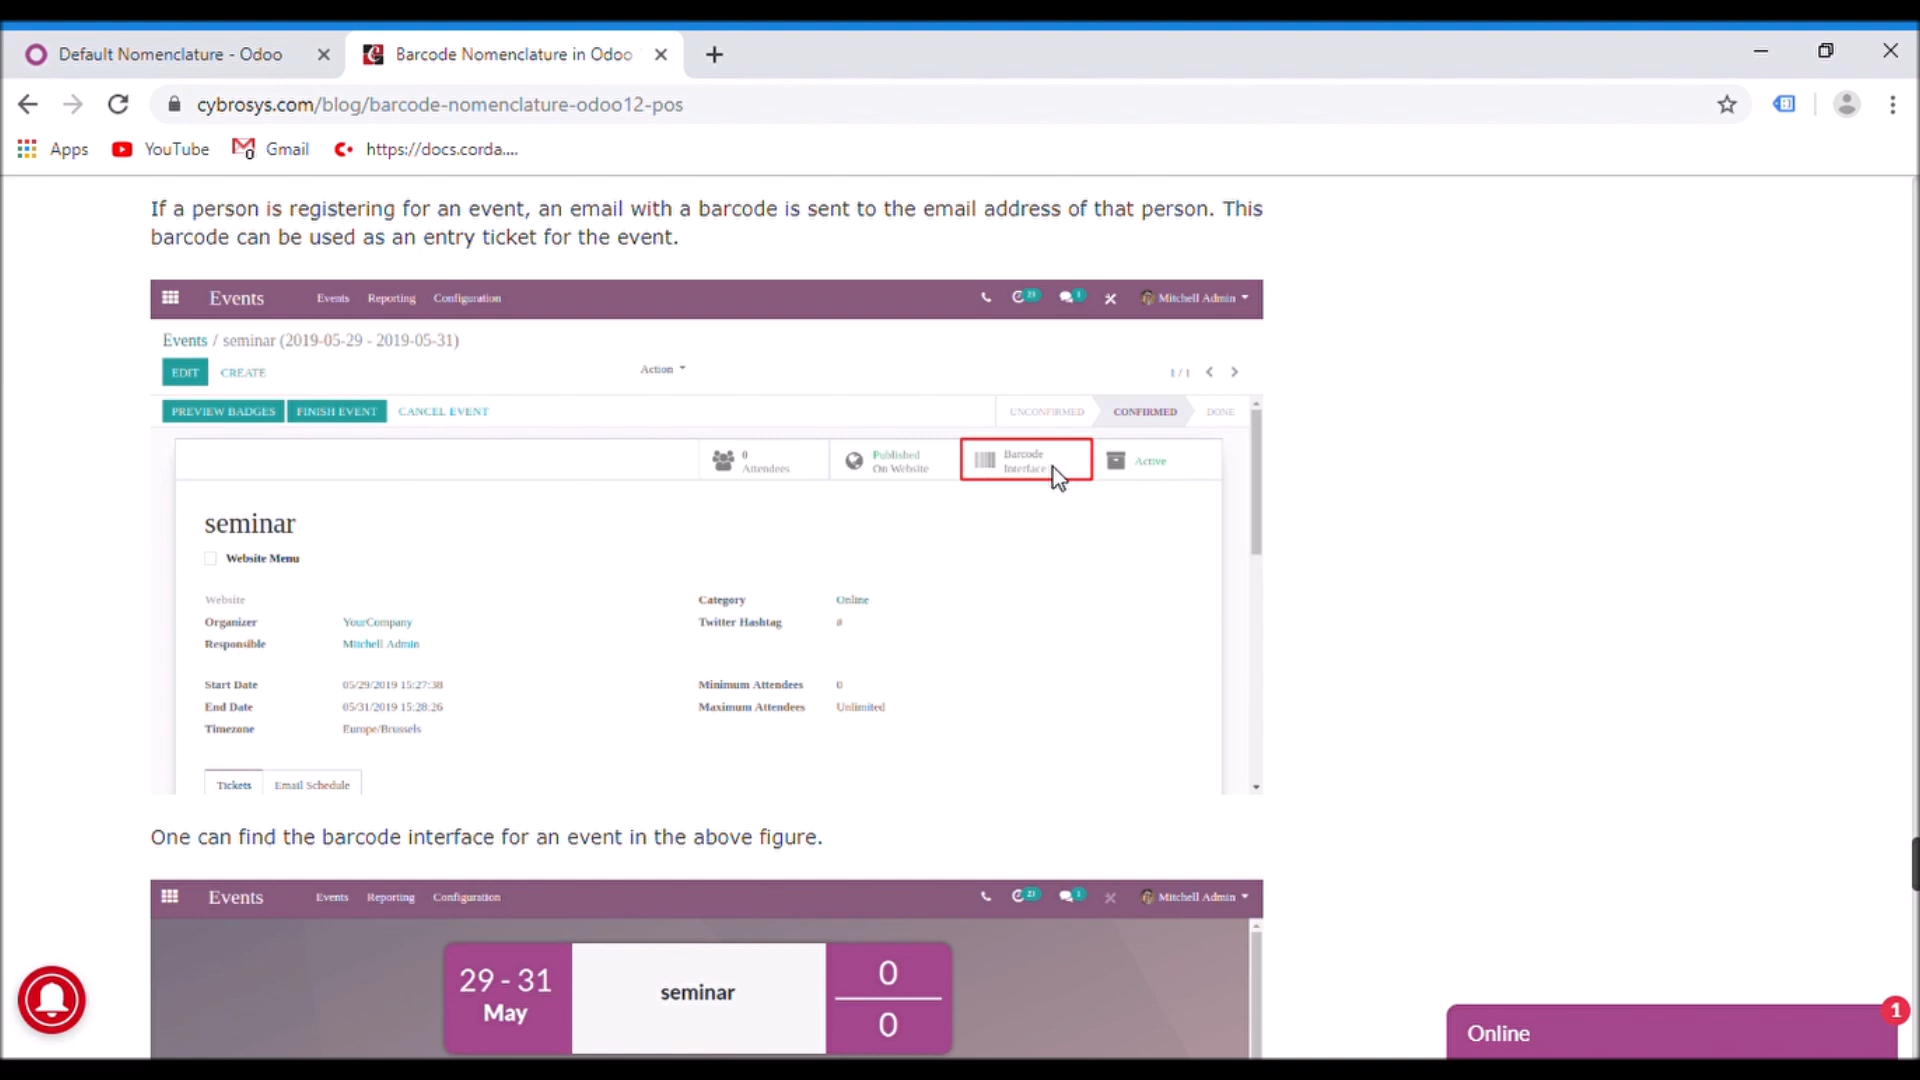 Default Nomenclature - Odoo
Barcode Nomenclature in Odoo
cybrosys.com/blog/barcode-nomenclature-odoo12-pos
Apps
YouTube
0
Gmail
https://docs.corda....
If a person is registering for an event, an email with a barcode is sent to the email address of that person. This
barcode can be used as an entry ticket for the event.
Events
Events
Reporting
Configuration
23
1
Mitchell Admin
Events / seminar (2019-05-29 - 2019-05-31)
EDIT
CREATE
Action
1 / 1
PREVIEW BADGES
FINISH EVENT
CANCEL EVENT
UNCONFIRMED
CONFIRMED
DONE
0
Attendees
Published
On Website
Barcode
Interface
Active
seminar
Website Menu
Website
Category
Online
Organizer
YourCompany
Twitter Hashtag
#
Responsible
Mitchell Admin
Start Date
05/29/2019 15:27:38
Minimum Attendees
0
End Date
05/31/2019 15:28:26
Maximum Attendees
Unlimited
Timezone
Europe/Brussels
Tickets
Email Schedule
One can find the barcode interface for an event in the above figure.
Events
Events
Reporting
Configuration
23
1
Mitchell Admin
29 - 31
May
seminar
0
0
1
Online